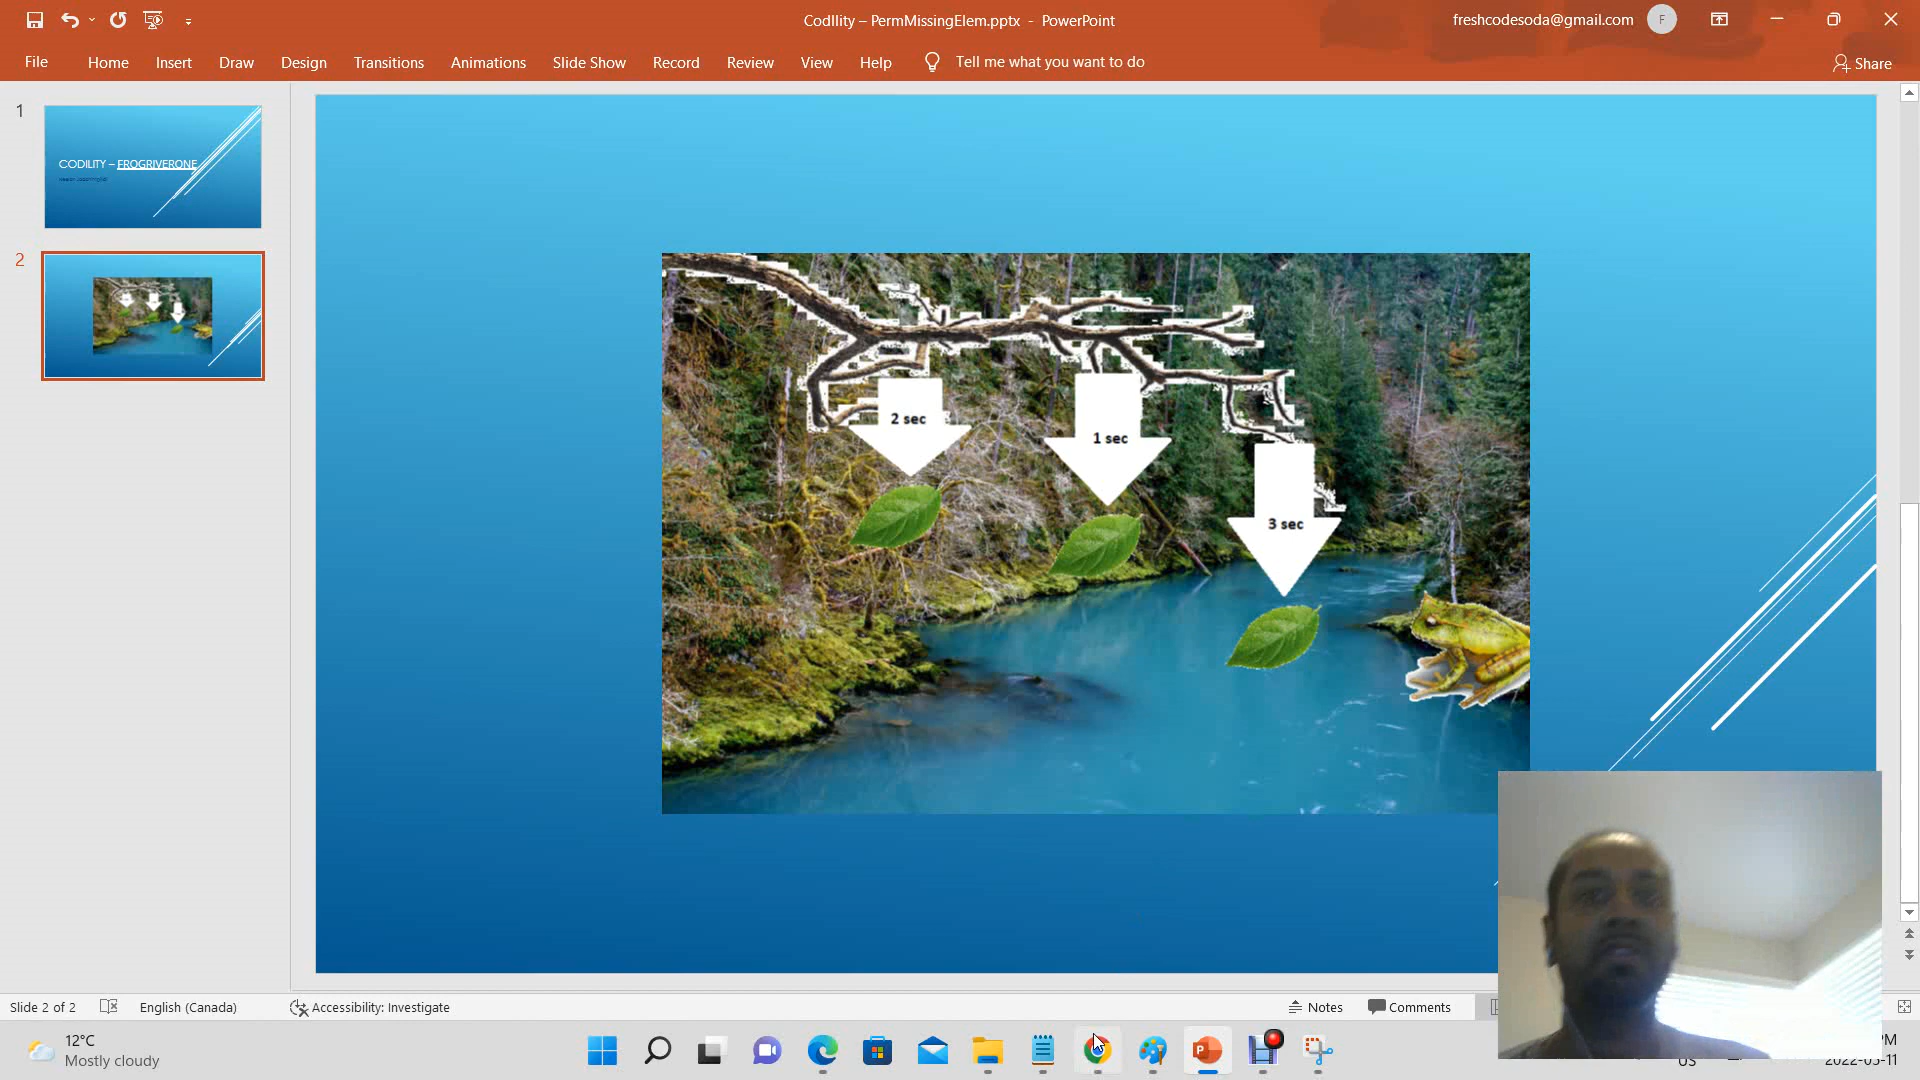 CodIlity – PermMissingElem.pptx - PowerPoint
freshcodesoda@gmail.com
F
File
Home
Insert
Draw
Design
Transitions
Animations
Slide Show
Record
Review
View
Help
Tell me what you want to do
Share
1
CODILITY – FROGRIVERONE
2
2 sec
1 sec
3 sec
Slide 2 of 2
English (Canada)
Accessibility: Investigate
Notes
Comments
12°C
Mostly cloudy